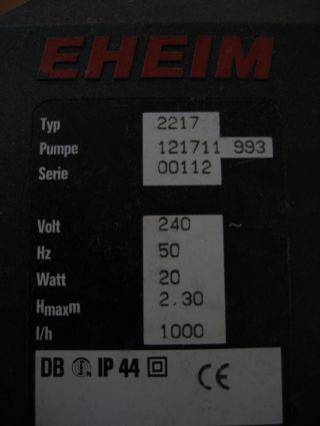 EHEIM
Typ 2217
Pumpe 121711 993
Serie 00112
Volt 240 ~
Hz 50
Watt 20
Hmaxm 2.30
l/h 1000
DB IP 44 CE